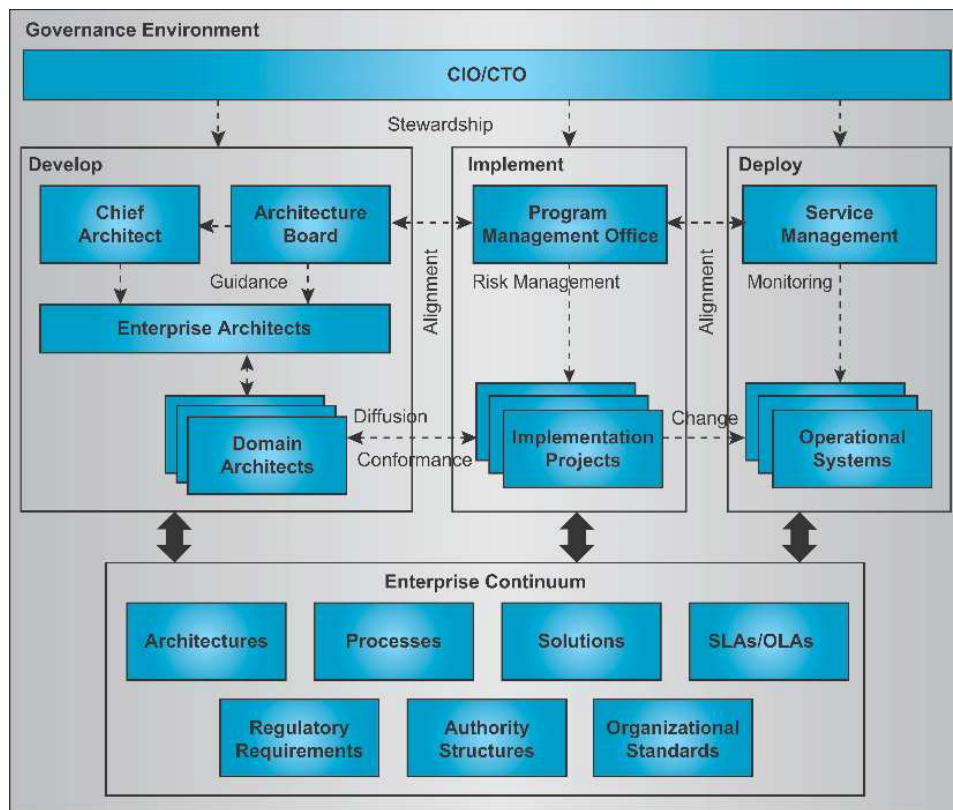 Governance Environment
CIO/CTO
Stewardship
Develop
Chief
Architect
Architecture
Board
Guidance
Enterprise Architects
Domain
Architects
Alignment
Diffusion
Conformance
Implement
Program
Management Office
Risk Management
Implementation
Projects
Alignment
Change
Deploy
Service
Management
Monitoring
Operational
Systems
Enterprise Continuum
Architectures
Processes
Solutions
SLAs/OLAs
Regulatory
Requirements
Authority
Structures
Organizational
Standards